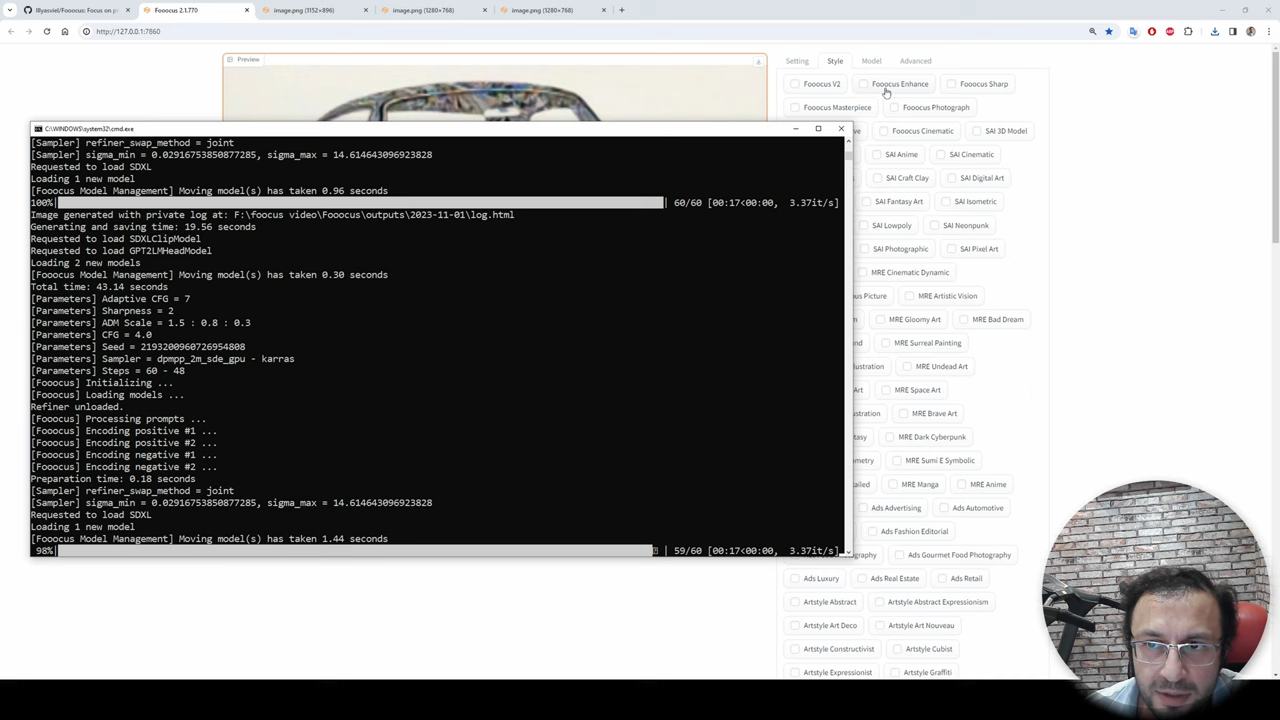 lllyasviel/Fooocus: Focus on p
Fooocus 2.1.770
image.png (1152×896)
image.png (1280×768)
image.png (1280×768)
http://127.0.0.1:7860
Preview
Setting
Style
Model
Advanced
Fooocus V2
Fooocus Enhance
Fooocus Sharp
Fooocus Masterpiece
Fooocus Photograph
ve
Fooocus Cinematic
SAI 3D Model
SAI Anime
SAI Cinematic
SAI Craft Clay
SAI Digital Art
SAI Fantasy Art
SAI Isometric
SAI Lowpoly
SAI Neonpunk
SAI Photographic
SAI Pixel Art
MRE Cinematic Dynamic
us Picture
MRE Artistic Vision
m
MRE Gloomy Art
MRE Bad Dream
nd
MRE Surreal Painting
ustration
MRE Undead Art
Art
MRE Space Art
ustration
MRE Brave Art
tasy
MRE Dark Cyberpunk
metry
MRE Sumi E Symbolic
ailed
MRE Manga
MRE Anime
Ads Advertising
Ads Automotive
Ads Fashion Editorial
tography
Ads Gourmet Food Photography
Ads Luxury
Ads Real Estate
Ads Retail
Artstyle Abstract
Artstyle Abstract Expressionism
Artstyle Art Deco
Artstyle Art Nouveau
Artstyle Constructivist
Artstyle Cubist
Artstyle Expressionist
Artstyle Graffiti
C:\WINDOWS\system32\cmd.exe
[Sampler] refiner_swap_method = joint
[Sampler] sigma_min = 0.02916753850877285, sigma_max = 14.614643096923828
Requested to load SDXL
Loading 1 new model
[Fooocus Model Management] Moving model(s) has taken 0.96 seconds
100%| | 60/60 [00:17<00:00, 3.37it/s]
Image generated with private log at: F:\foocus video\Fooocus\outputs\2023-11-01\log.html
Generating and saving time: 19.56 seconds
Requested to load SDXLClipModel
Requested to load GPT2LMHeadModel
Loading 2 new models
[Fooocus Model Management] Moving model(s) has taken 0.30 seconds
Total time: 43.14 seconds
[Parameters] Adaptive CFG = 7
[Parameters] Sharpness = 2
[Parameters] ADM Scale = 1.5 : 0.8 : 0.3
[Parameters] CFG = 4.0
[Parameters] Seed = 2193200960726954808
[Parameters] Sampler = dpmpp_2m_sde_gpu - karras
[Parameters] Steps = 60 - 48
[Fooocus] Initializing ...
[Fooocus] Loading models ...
Refiner unloaded.
[Fooocus] Processing prompts ...
[Fooocus] Encoding positive #1 ...
[Fooocus] Encoding positive #2 ...
[Fooocus] Encoding negative #1 ...
[Fooocus] Encoding negative #2 ...
Preparation time: 0.18 seconds
[Sampler] refiner_swap_method = joint
[Sampler] sigma_min = 0.02916753850877285, sigma_max = 14.614643096923828
Requested to load SDXL
Loading 1 new model
[Fooocus Model Management] Moving model(s) has taken 1.44 seconds
98%| | 59/60 [00:17<00:00, 3.37it/s]